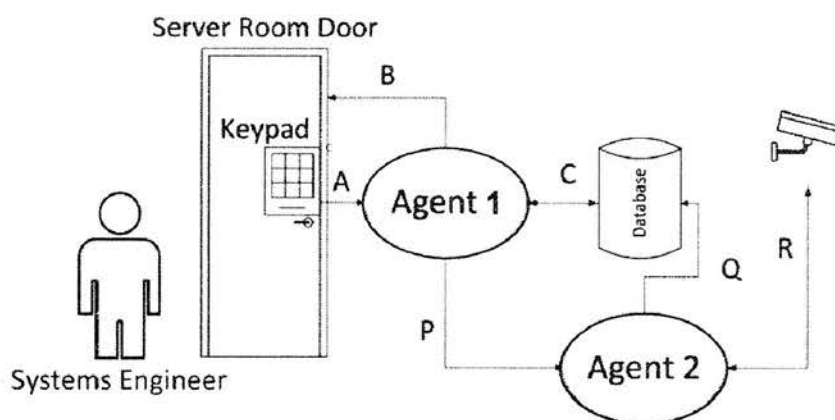 Server Room Door
B
Keypad
A
Agent 1
C
Database
R
Q
P
Agent 2
Systems Engineer